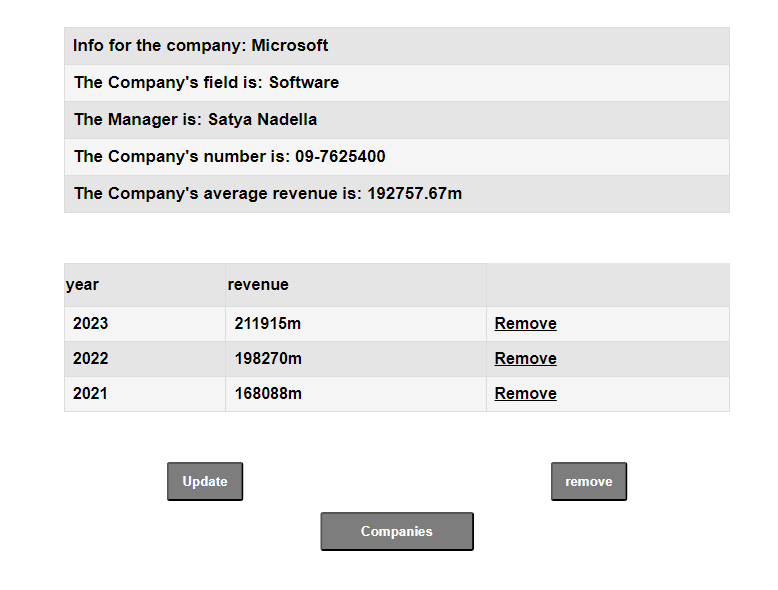 Info for the company: Microsoft
The Company's field is: Software
The Manager is: Satya Nadella
The Company's number is: 09-7625400
The Company's average revenue is: 192757.67m
year revenue
2023 211915m Remove
2022 198270m Remove
2021 168088m Remove
Update remove
Companies